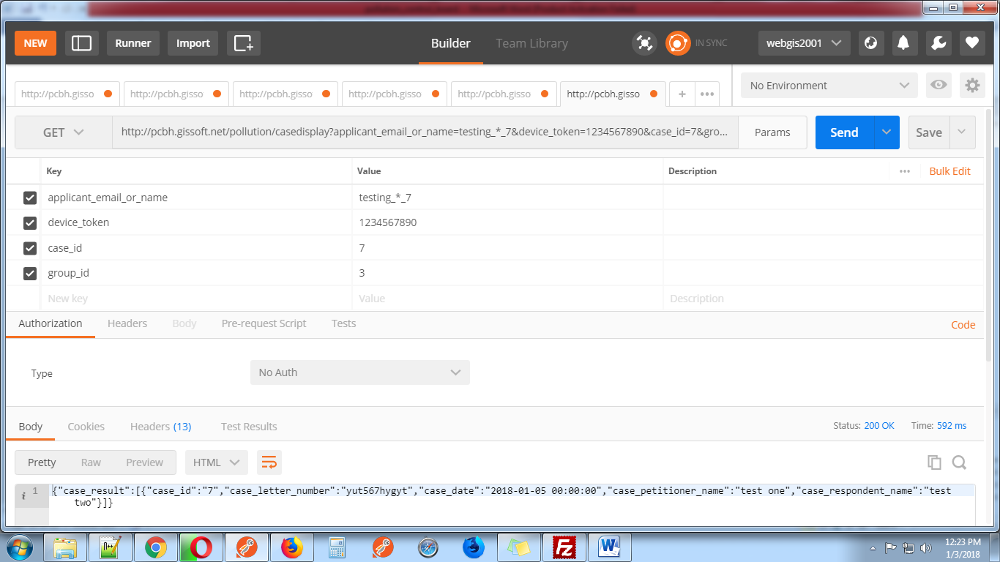 NEW Runner Import Builder Team Library IN SYNC webgis2001
http://pcbh.gisso http://pcbh.gisso http://pcbh.gisso http://pcbh.gisso http://pcbh.gisso http://pcbh.gisso + ••• No Environment
GET http://pcbh.gissoft.net/pollution/casedisplay?applicant_email_or_name=testing_*_7&device_token=1234567890&case_id=7&gro... Params Send Save
Key Value Description ••• Bulk Edit
applicant_email_or_name testing_*_7
device_token 1234567890
case_id 7
group_id 3
New key Value Description
Authorization Headers Body Pre-request Script Tests Code
Type No Auth
Body Cookies Headers (13) Test Results Status: 200 OK Time: 592 ms
Pretty Raw Preview HTML
i 1 {"case_result":[{"case_id":"7","case_letter_number":"yut567hygyt","case_date":"2018-01-05 00:00:00","case_petitioner_name":"test one","case_respondent_name":"test
two"}]}
12:23 PM
1/3/2018